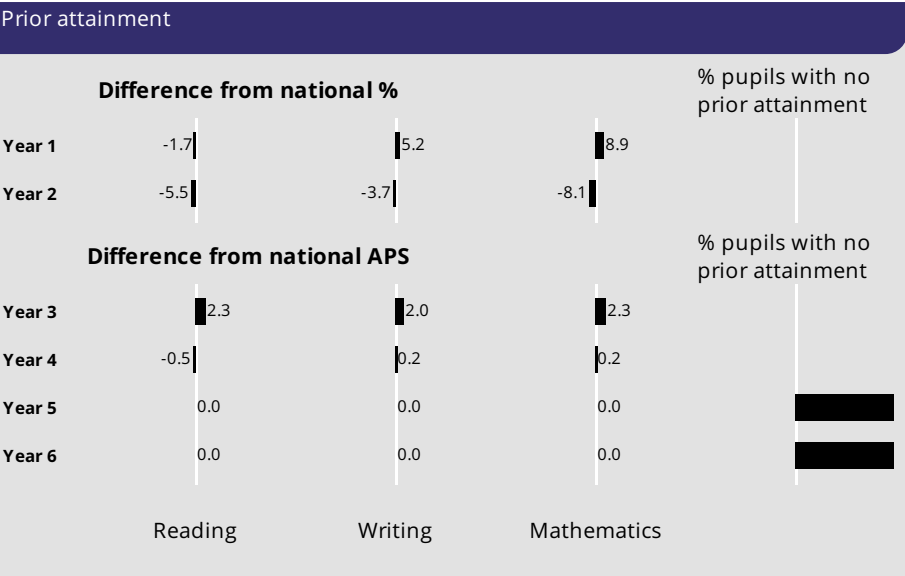 Prior attainment
Difference from national %
% pupils with no
prior attainment
Year 1 -1.7 5.2 8.9
Year 2 -5.5 -3.7 -8.1
Difference from national APS
% pupils with no
prior attainment
Year 3 2.3 2.0 2.3
Year 4 -0.5 0.2 0.2
Year 5 0.0 0.0 0.0
Year 6 0.0 0.0 0.0
Reading Writing Mathematics